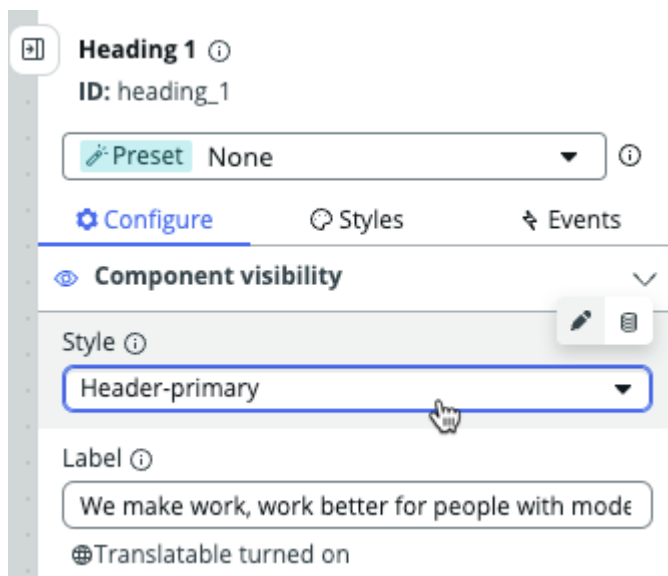 Heading 1
ID: heading_1
Preset None
Configure Styles Events
Component visibility
Style
Header-primary
Label
We make work, work better for people with mode
Translatable turned on